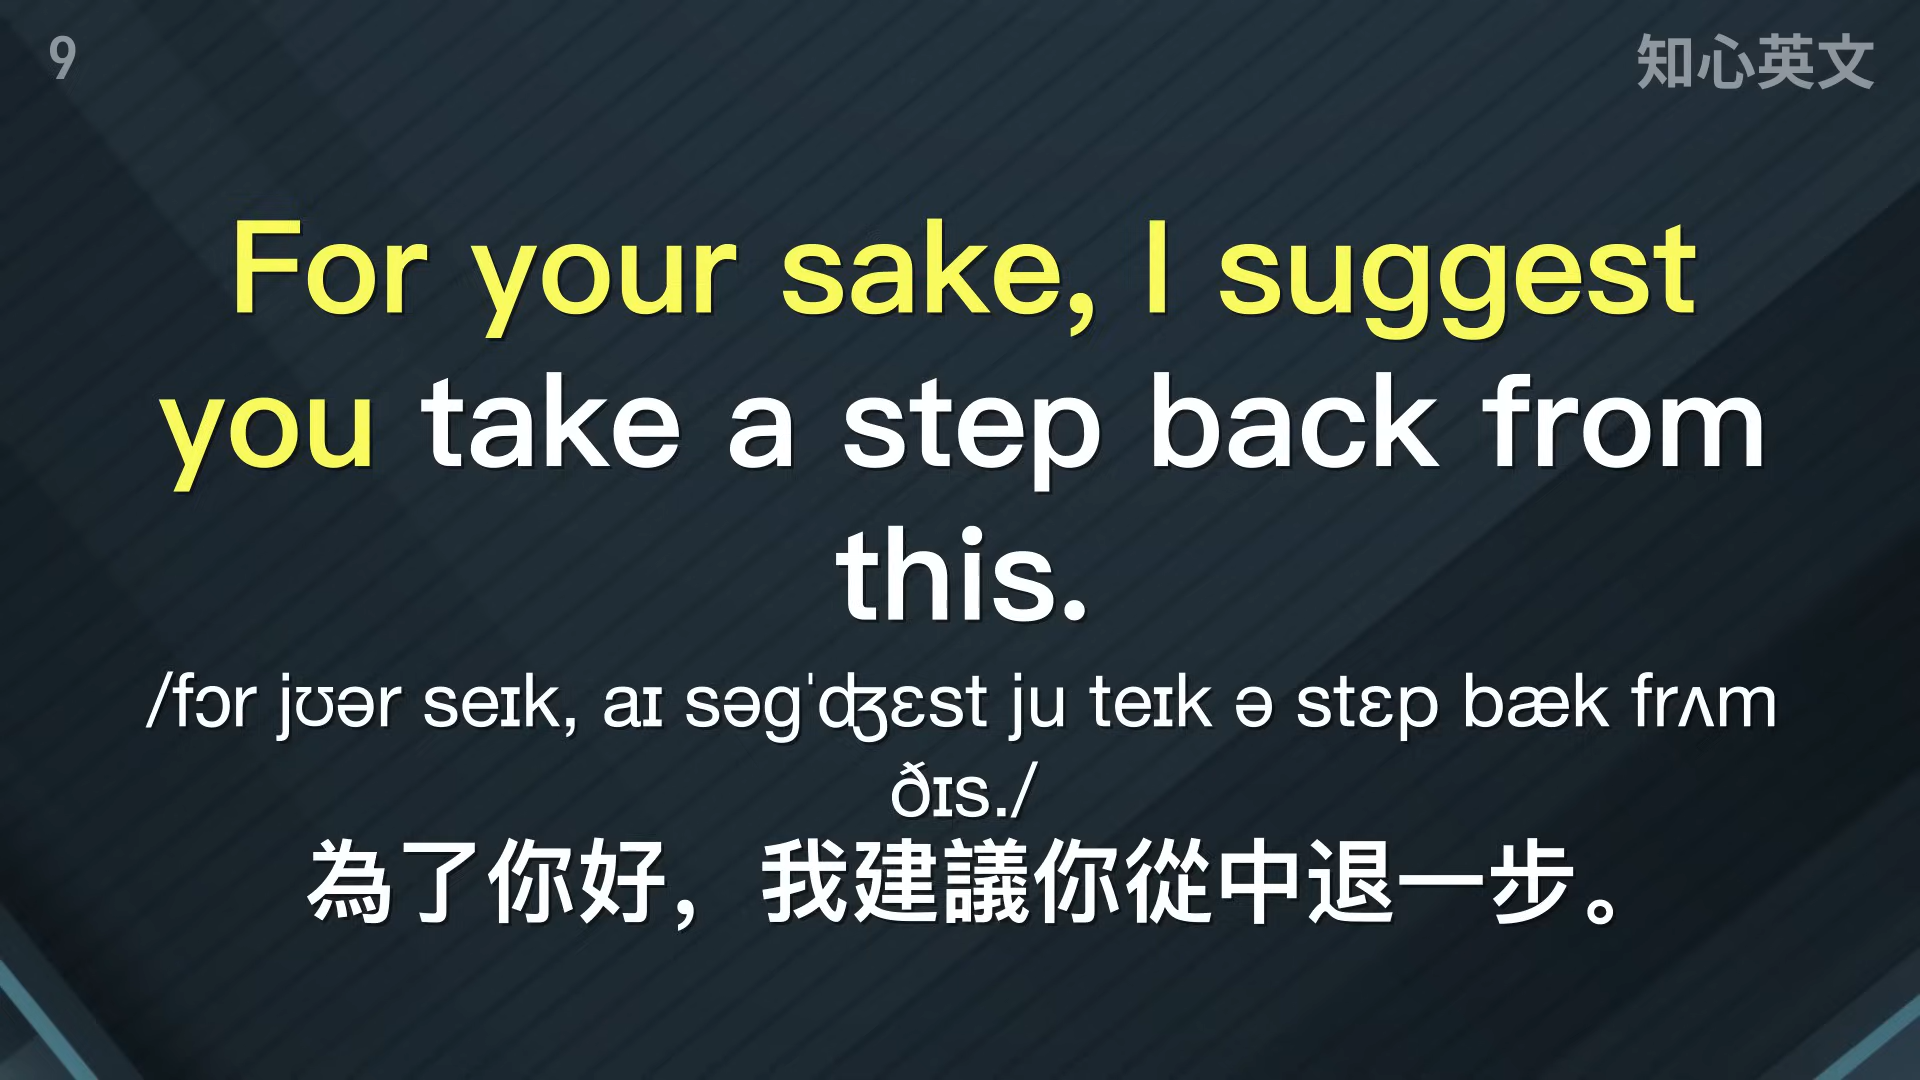 9
知心英文
For your sake, I suggest
you take a step back from
this.
/fɔr jʊər seɪk, aɪ səgˈʤɛst ju teɪk ə stɛp bæk frʌm
ðɪs./
為了你好，我建議你從中退一步。